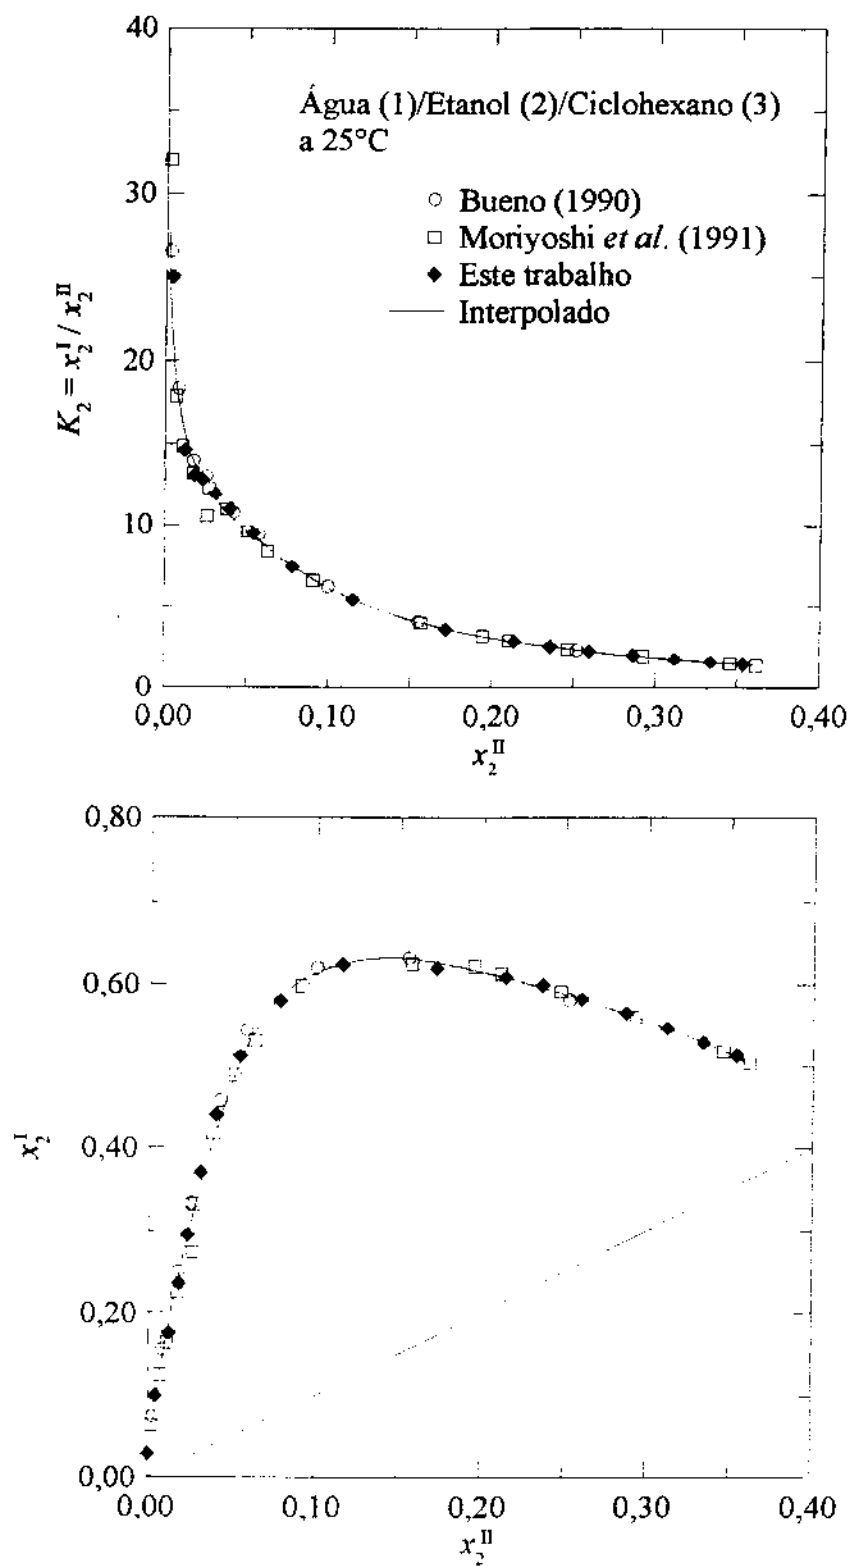 40
Água (1)/Etanol (2)/Ciclohexano (3)
a 25°C
30
Bueno (1990)
Moriyoshi et al. (1991)
Este trabalho
Interpolado
K₂ = x₂ᴵ / x₂ᴵᴵ
20
10
0
0,00 0,10 0,20 0,30 0,40
x₂ᴵᴵ
0,80
0,60
0,40
x₂ᴵ
0,20
0,00
0,00 0,10 0,20 0,30 0,40
x₂ᴵᴵ